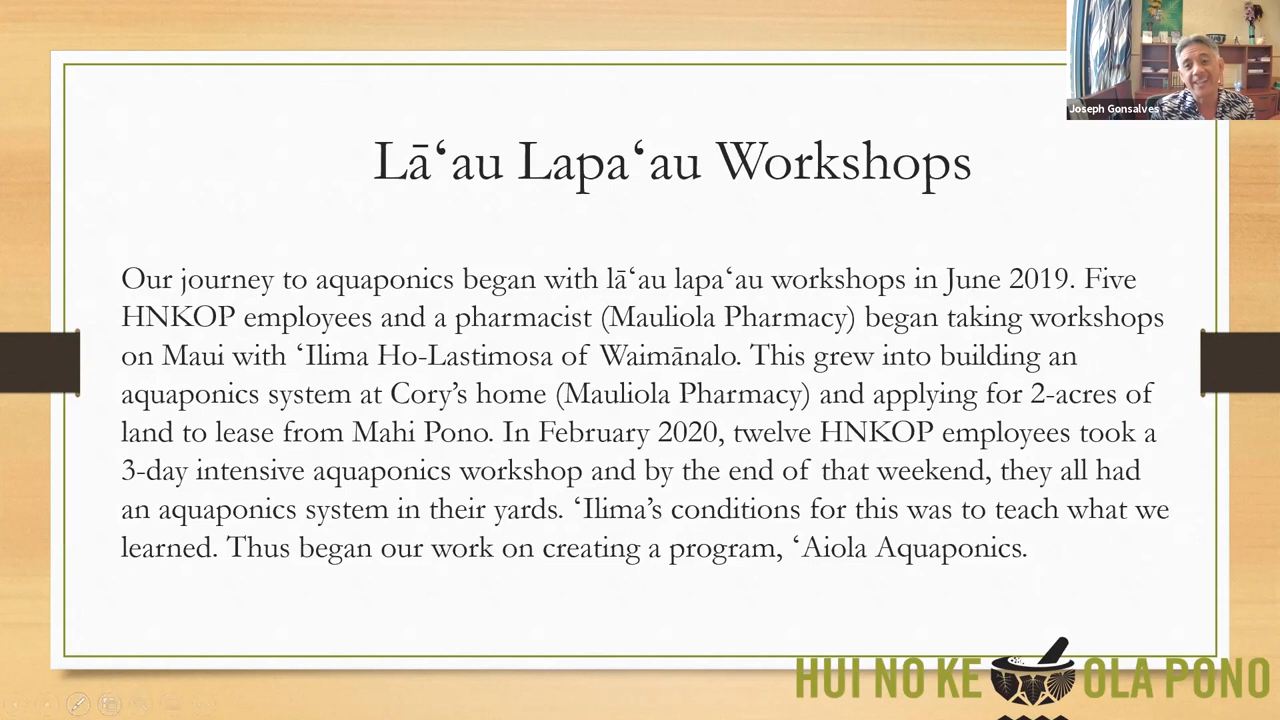 Joseph Gonsalves
Lāʻau Lapaʻau Workshops
Our journey to aquaponics began with lāʻau lapaʻau workshops in June 2019. Five
HNKOP employees and a pharmacist (Mauliola Pharmacy) began taking workshops
on Maui with ʻIlima Ho-Lastimosa of Waimānalo. This grew into building an
aquaponics system at Cory’s home (Mauliola Pharmacy) and applying for 2-acres of
land to lease from Mahi Pono. In February 2020, twelve HNKOP employees took a
3-day intensive aquaponics workshop and by the end of that weekend, they all had
an aquaponics system in their yards. ʻIlima’s conditions for this was to teach what we
learned. Thus began our work on creating a program, ʻAiola Aquaponics.
HUI NO KE OLA PONO